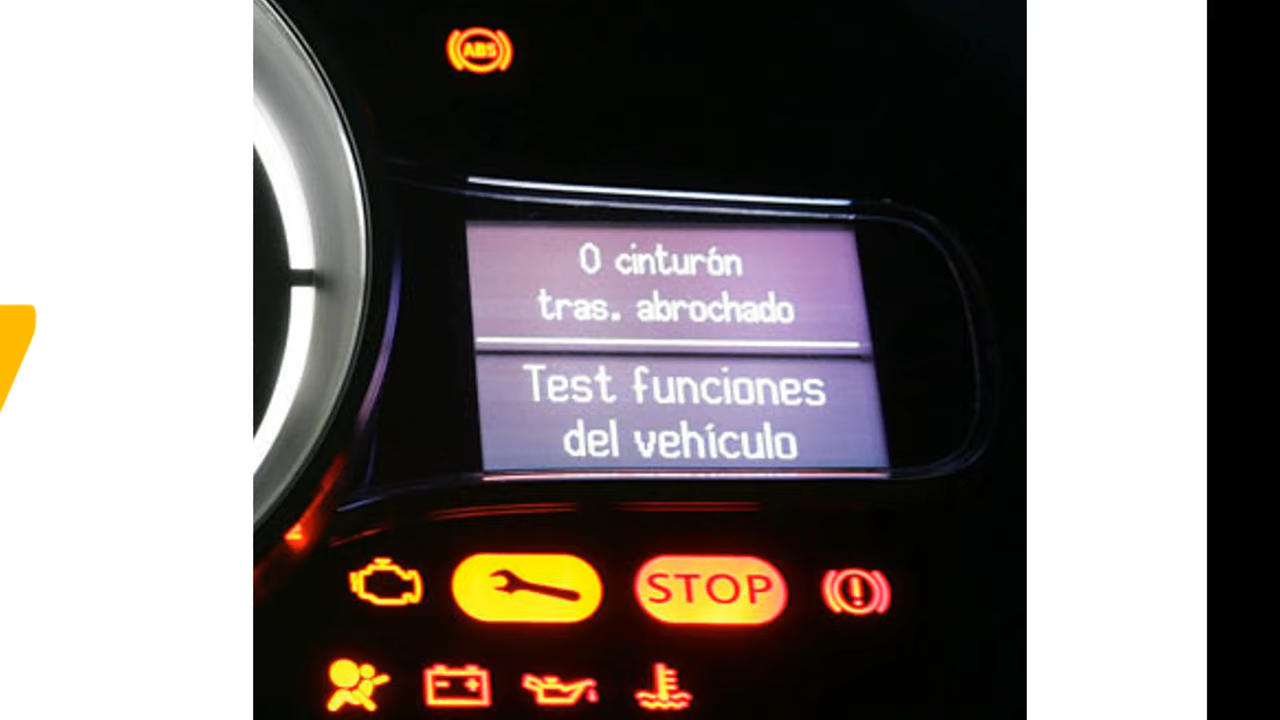 ABS
0 cinturón
tras. abrochado
Test funciones
del vehículo
STOP